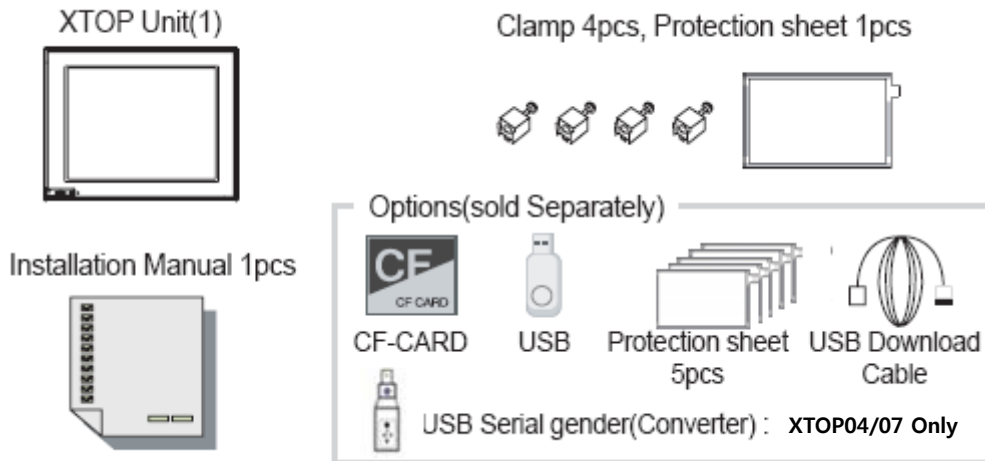 XTOP Unit(1)
Clamp 4pcs, Protection sheet 1pcs
Options(sold Separately)
Installation Manual 1pcs
CF
CF CARD
CF-CARD
USB
Protection sheet
5pcs
USB Download
Cable
USB Serial gender(Converter) : XTOP04/07 Only